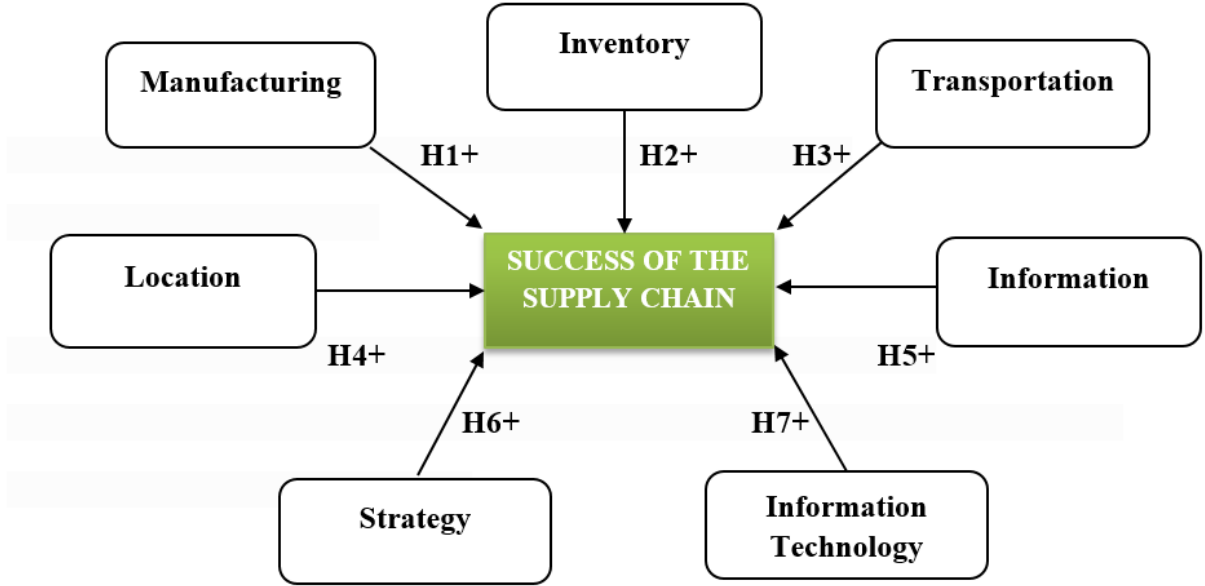 Inventory
Manufacturing
Transportation
H1+
H2+
H3+
SUCCESS OF THE
SUPPLY CHAIN
Location
Information
H4+
H5+
H6+
H7+
Strategy
Information
Technology